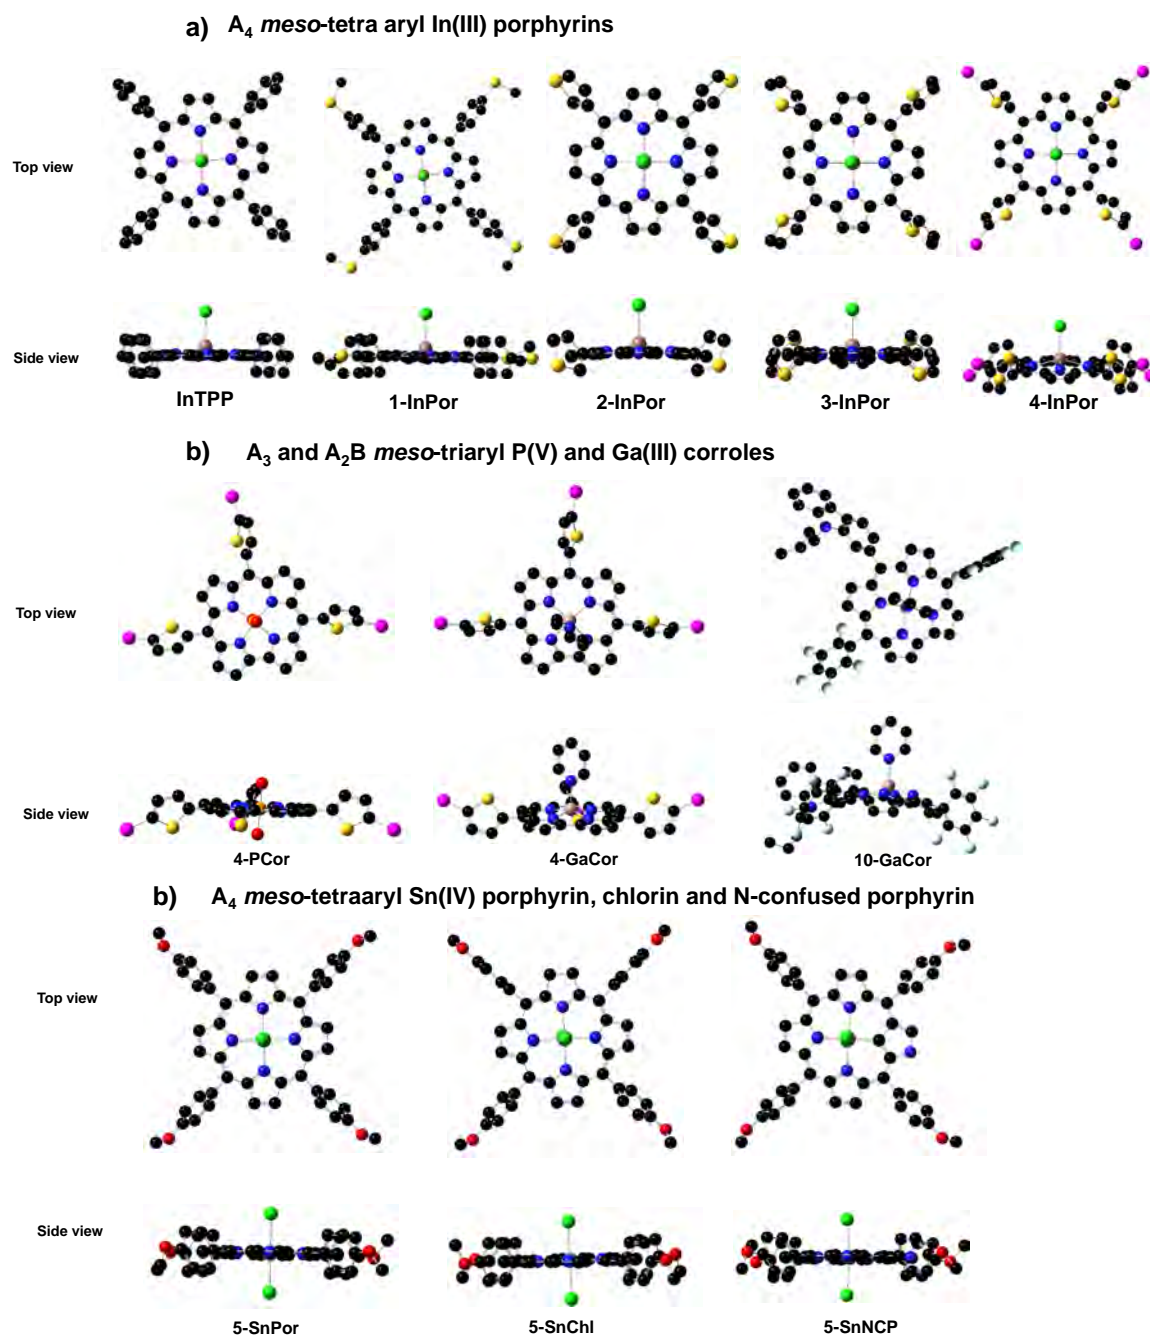 a) A4 meso-tetra aryl In(III) porphyrins
Top view
Side view
InTPP 1-InPor 2-InPor 3-InPor 4-InPor
b) A3 and A2B meso-triaryl P(V) and Ga(III) corroles
Top view
Side view
4-PCor 4-GaCor 10-GaCor
b) A4 meso-tetraaryl Sn(IV) porphyrin, chlorin and N-confused porphyrin
Top view
Side view
5-SnPor 5-SnChl 5-SnNCP